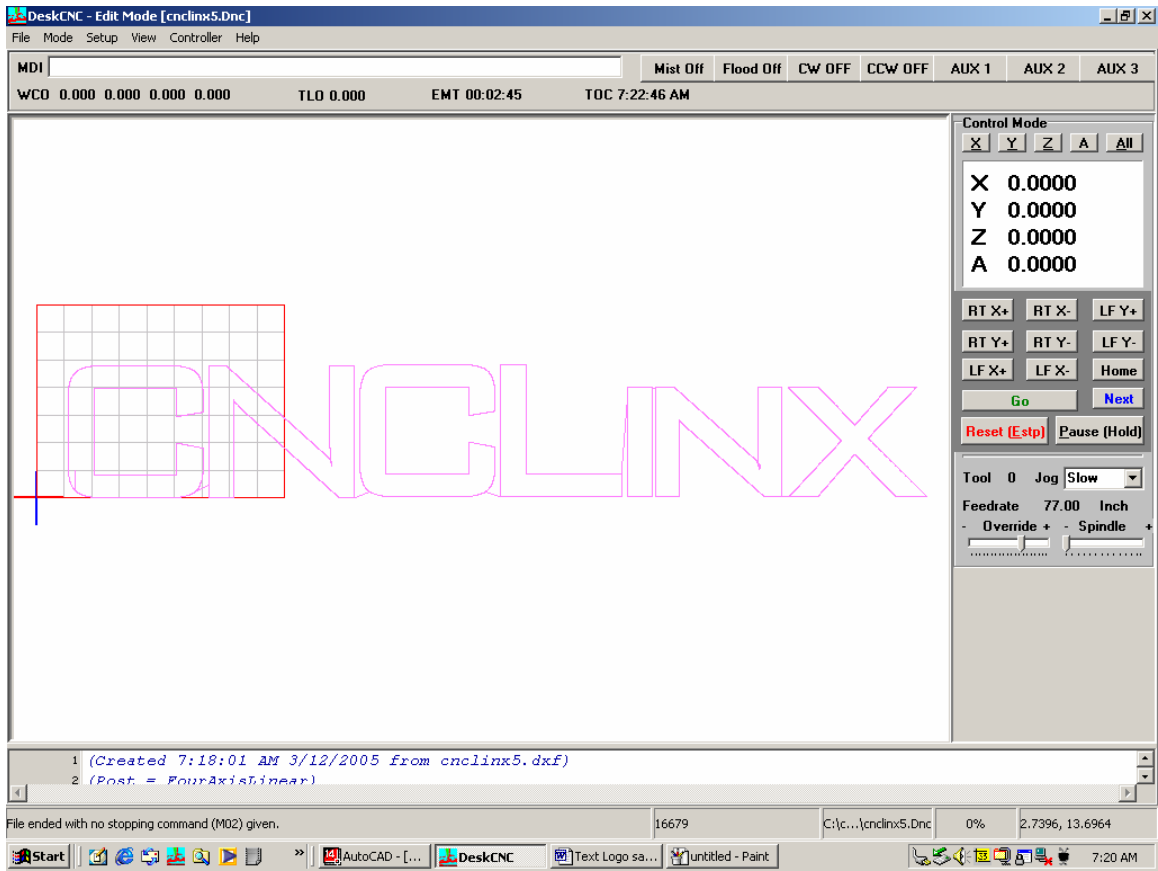 DeskCNC - Edit Mode [cnclinx5.Dnc]
File Mode Setup View Controller Help
MDI Mist Off Flood Off CW OFF CCW OFF AUX 1 AUX 2 AUX 3
WCO 0.000 0.000 0.000 0.000 TLO 0.000 EMT 00:02:45 TOC 7:22:46 AM
CNCLINX
Control Mode
X Y Z A All
X 0.0000
Y 0.0000
Z 0.0000
A 0.0000
RT X+ RT X- LF Y+
RT Y+ RT Y- LF Y-
LF X+ LF X- Home
Go Next
Reset (Estp) Pause (Hold)
Tool 0 Jog Slow
Feedrate 77.00 Inch
- Override + - Spindle +
1 (Created 7:18:01 AM 3/12/2005 from cnclinx5.dxf)
2 (Post = FourAxisLinear)
File ended with no stopping command (M02) given. 16679 C:\c...\cnclinx5.Dnc 0% 2.7396, 13.6964
Start » AutoCAD - [... DeskCNC Text Logo sa... untitled - Paint 7:20 AM